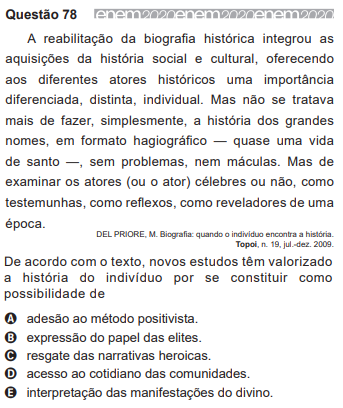 Questão 78 enem2020enem2020enem2020
A reabilitação da biografia histórica integrou as
aquisições da história social e cultural, oferecendo
aos diferentes atores históricos uma importância
diferenciada, distinta, individual. Mas não se tratava
mais de fazer, simplesmente, a história dos grandes
nomes, em formato hagiográfico — quase uma vida
de santo —, sem problemas, nem máculas. Mas de
examinar os atores (ou o ator) célebres ou não, como
testemunhas, como reflexos, como reveladores de uma
época.
DEL PRIORE, M. Biografia: quando o indivíduo encontra a história.
Topoi, n. 19, jul.-dez. 2009.
De acordo com o texto, novos estudos têm valorizado
a história do indivíduo por se constituir como
possibilidade de
A adesão ao método positivista.
B expressão do papel das elites.
C resgate das narrativas heroicas.
D acesso ao cotidiano das comunidades.
E interpretação das manifestações do divino.